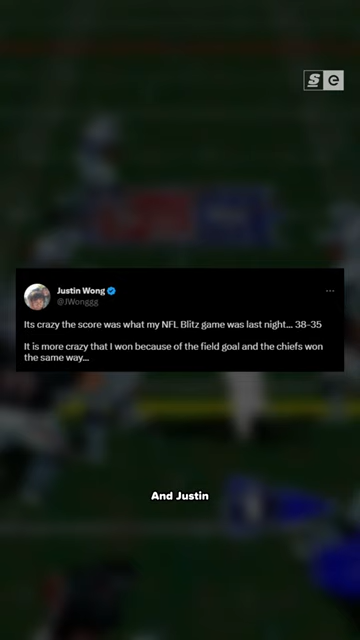 S e
Justin Wong
@JWonggg
Its crazy the score was what my NFL Blitz game was last night... 38-35
It is more crazy that I won because of the field goal and the chiefs won
the same way...
And Justin